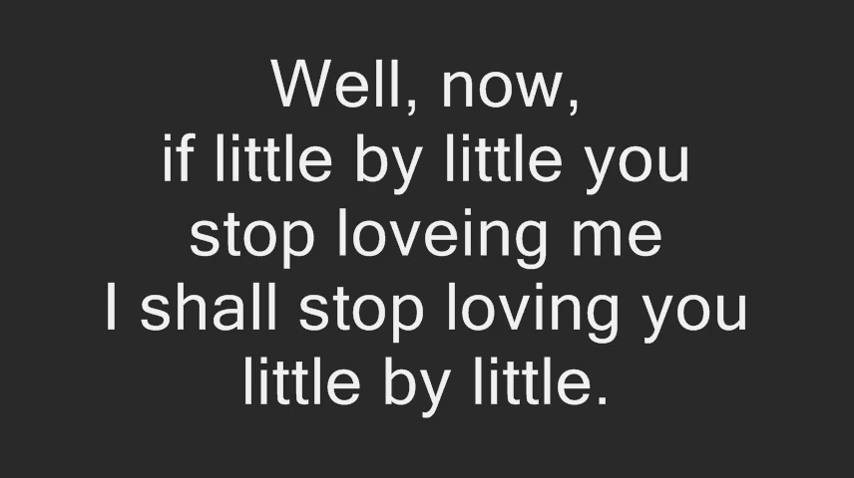 Well, now,
if little by little you
stop loveing me
I shall stop loving you
little by little.